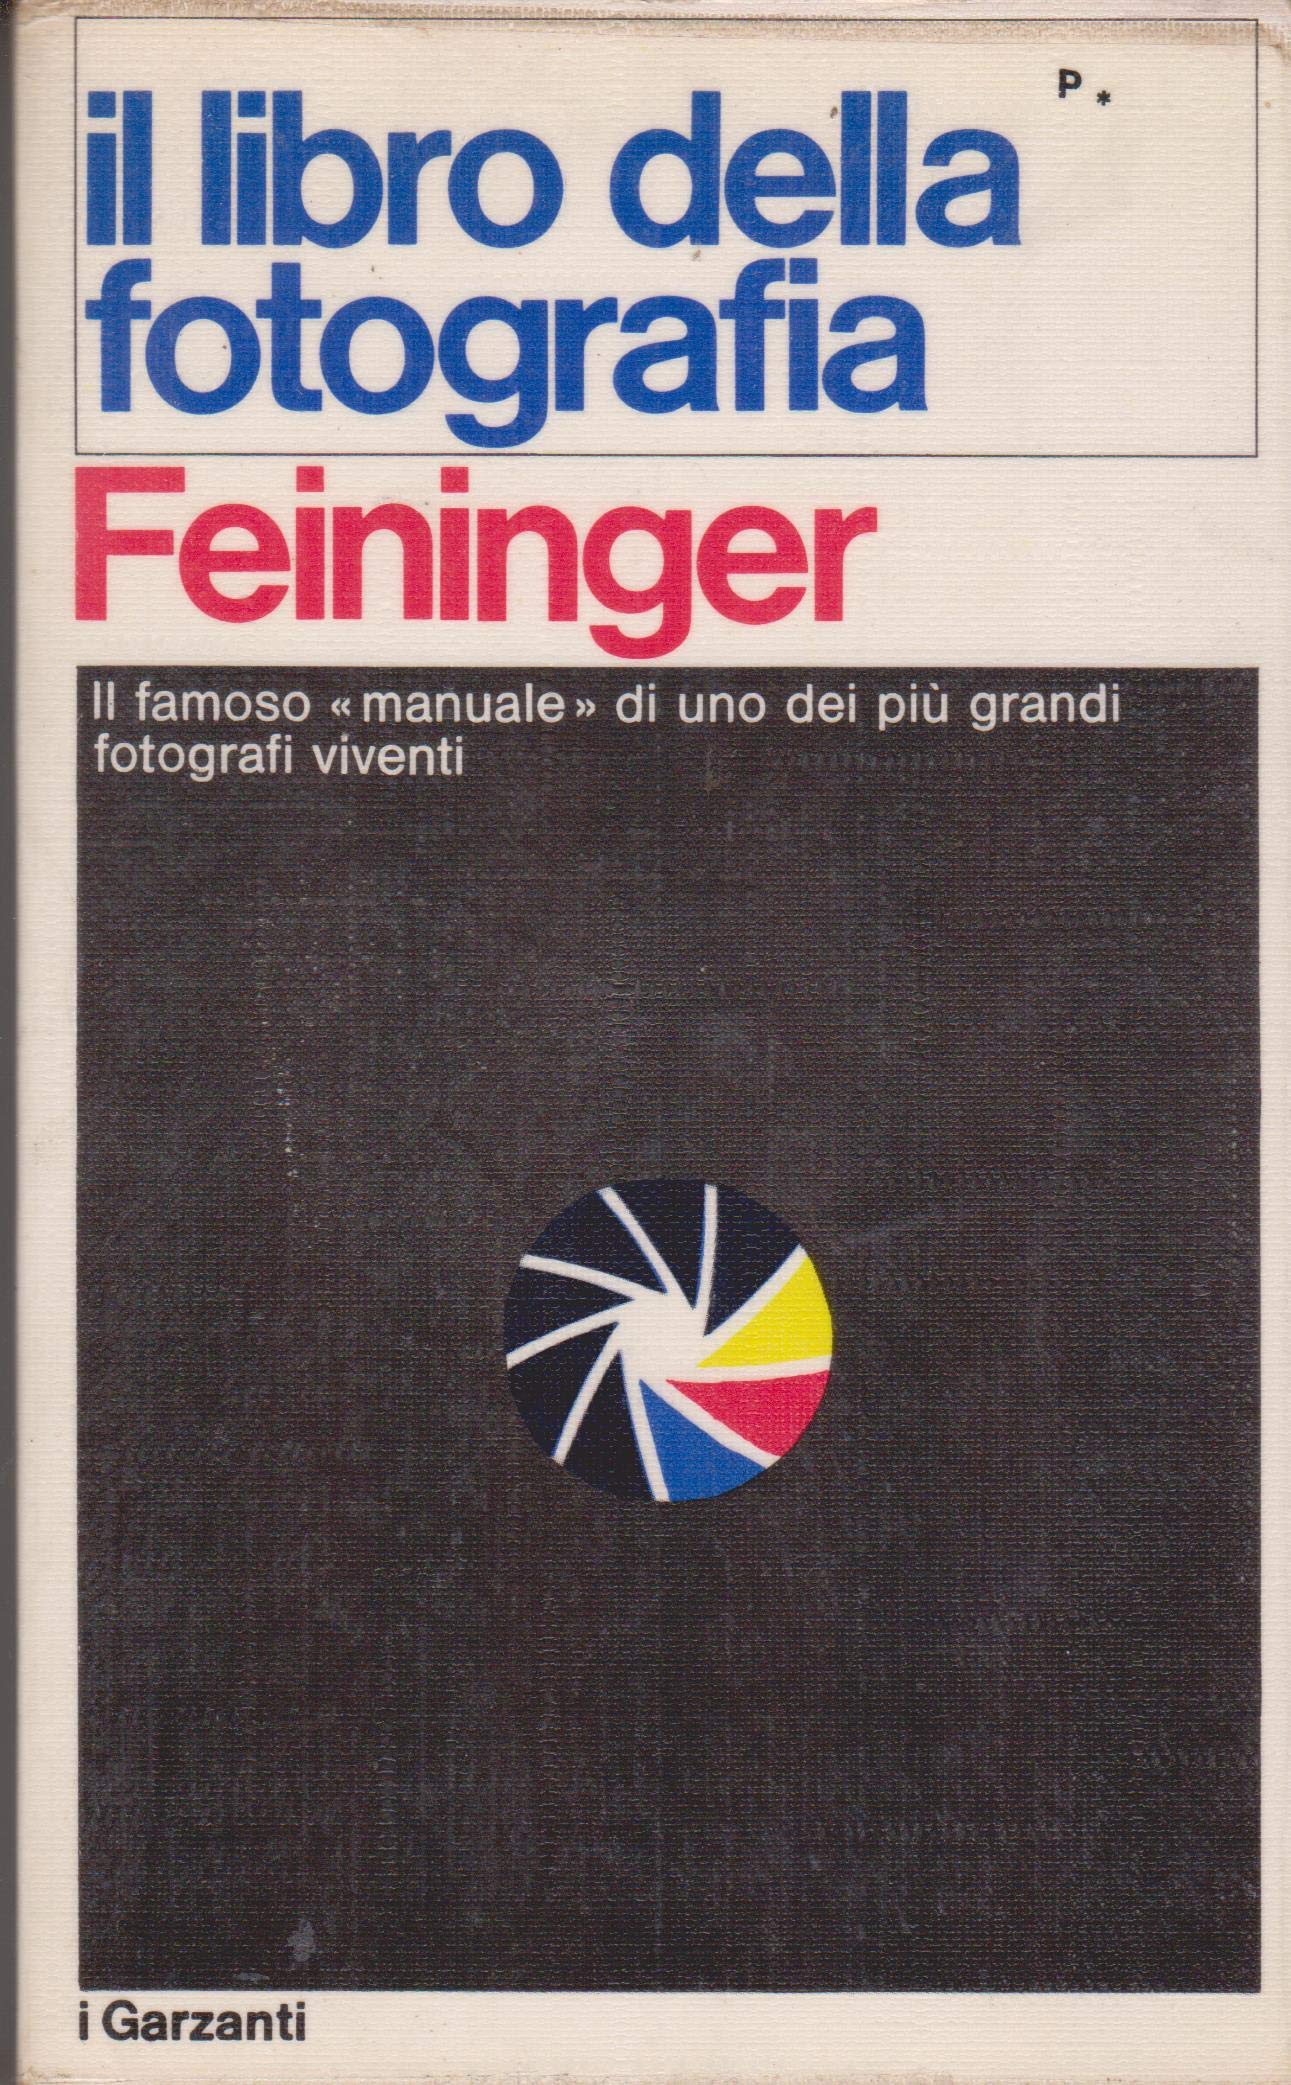 P *
il libro della
fotografia
Feininger
Il famoso «manuale» di uno dei più grandi
fotografi viventi
i Garzanti